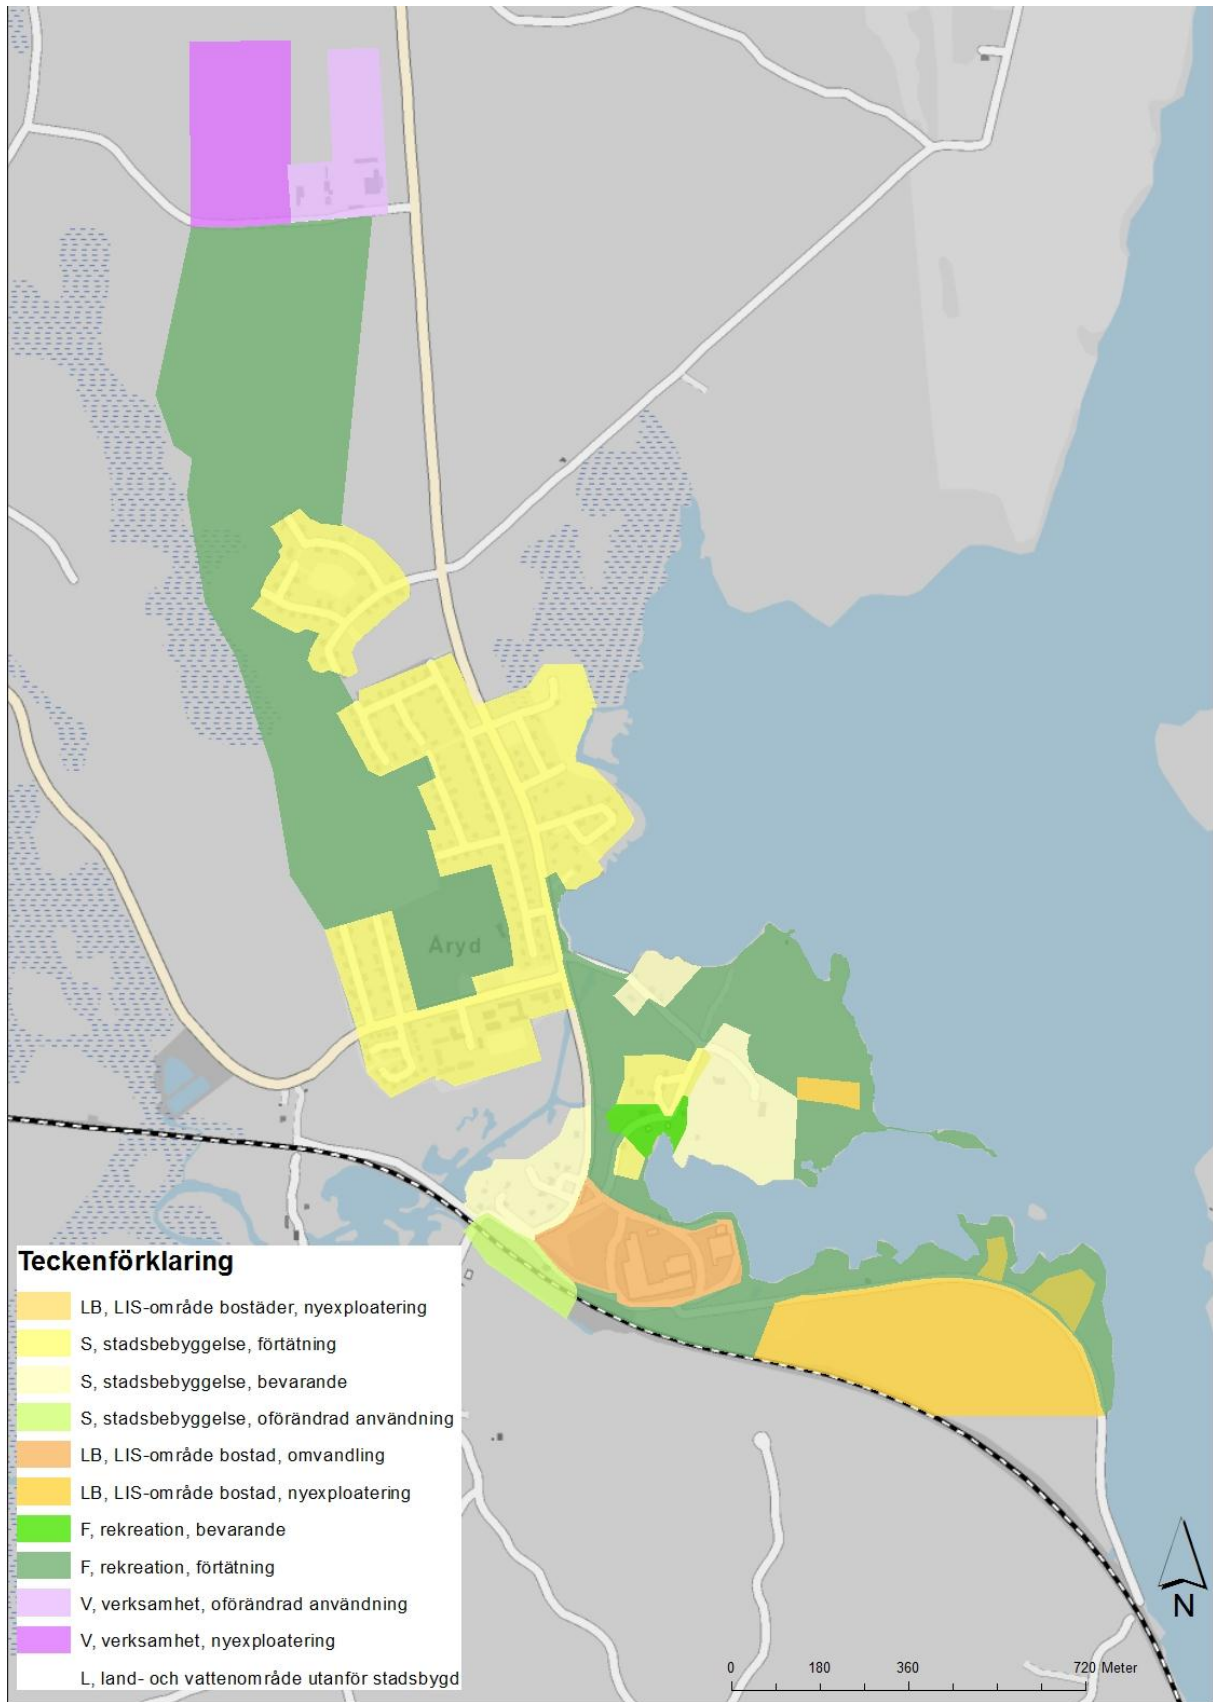 Åryd
Teckenförklaring
LB, LIS-område bostäder, nyexploatering
S, stadsbebyggelse, förtätning
S, stadsbebyggelse, bevarande
S, stadsbebyggelse, oförändrad användning
LB, LIS-område bostad, omvandling
LB, LIS-område bostad, nyexploatering
F, rekreation, bevarande
F, rekreation, förtätning
V, verksamhet, oförändrad användning
V, verksamhet, nyexploatering
L, land- och vattenområde utanför stadsbygd
N
0 180 360 720 Meter